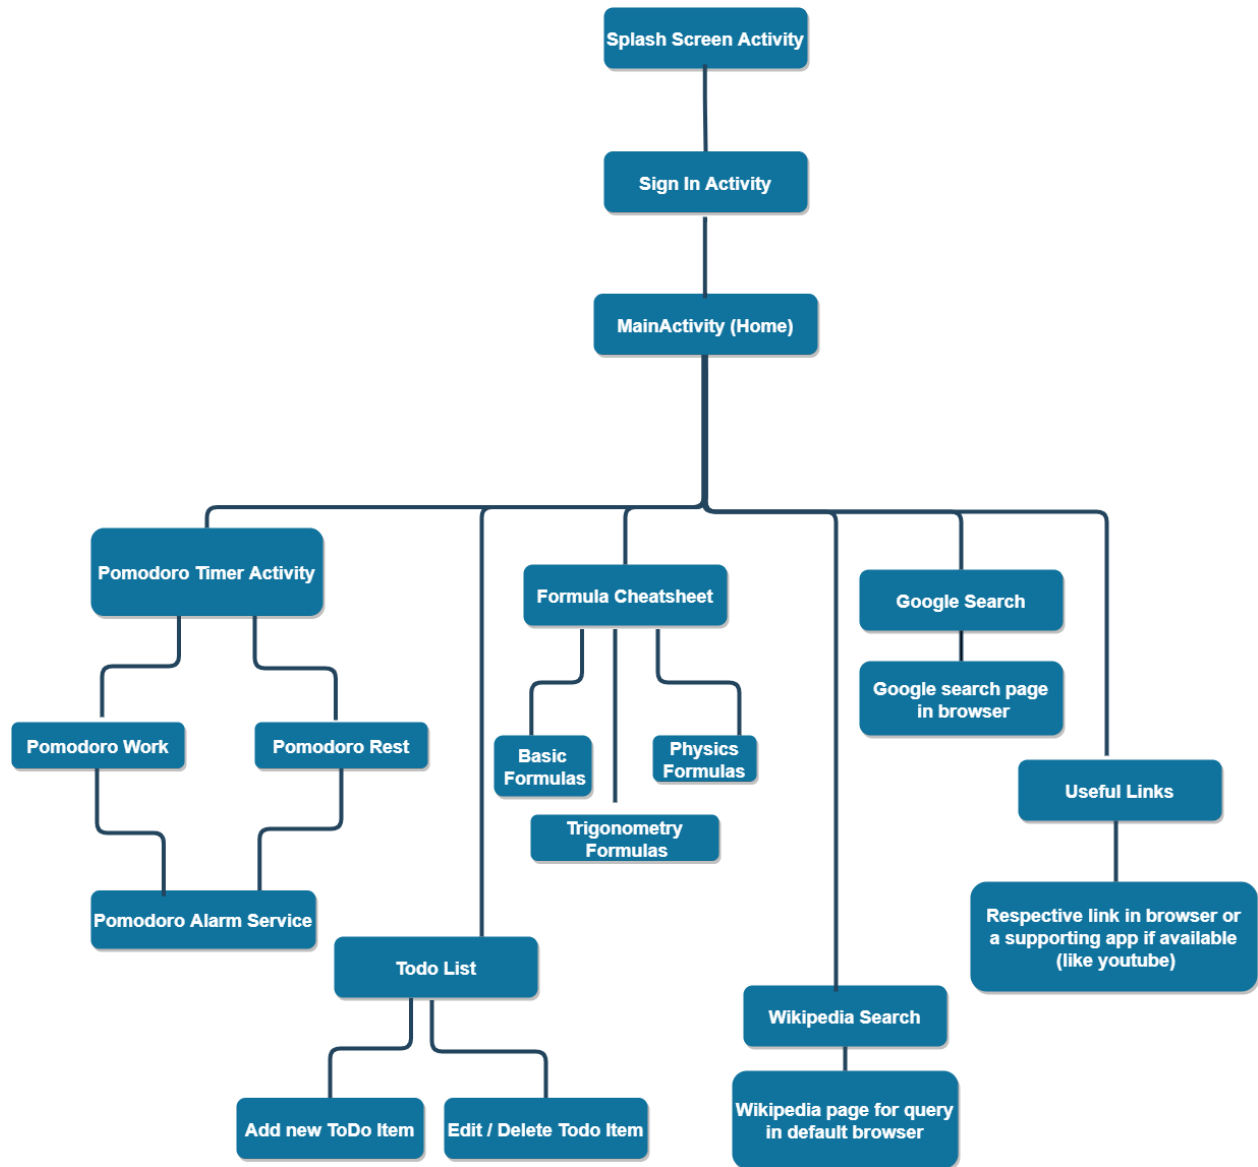 Splash Screen Activity
Sign In Activity
MainActivity (Home)
Pomodoro Timer Activity
Formula Cheatsheet
Google Search
Google search page
in browser
Pomodoro Work
Pomodoro Rest
Basic
Formulas
Physics
Formulas
Trigonometry
Formulas
Useful Links
Pomodoro Alarm Service
Respective link in browser or
a supporting app if available
(like youtube)
Todo List
Wikipedia Search
Wikipedia page for query
in default browser
Add new ToDo Item
Edit / Delete Todo Item